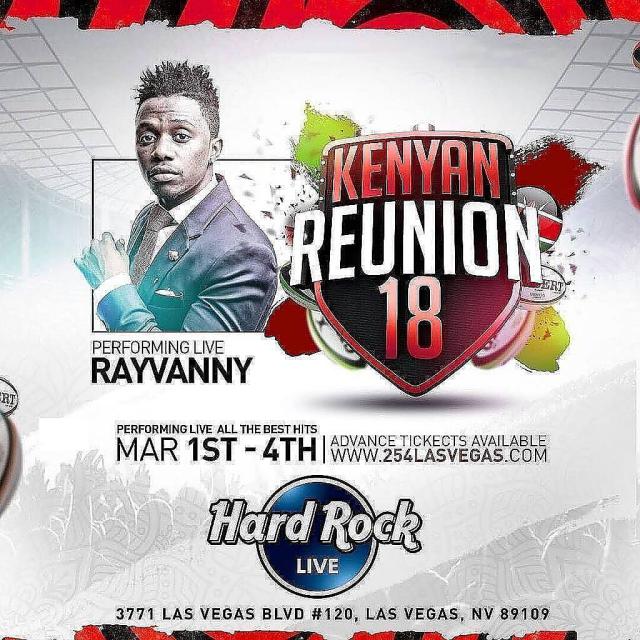 KENYAN
REUNION
18
PERFORMING LIVE
RAYVANNY
PERFORMING LIVE ALL THE BEST HITS
MAR 1ST - 4TH
ADVANCE TICKETS AVAILABLE
WWW.254LASVEGAS.COM
Hard Rock
LIVE
3771 LAS VEGAS BLVD #120, LAS VEGAS, NV 89109